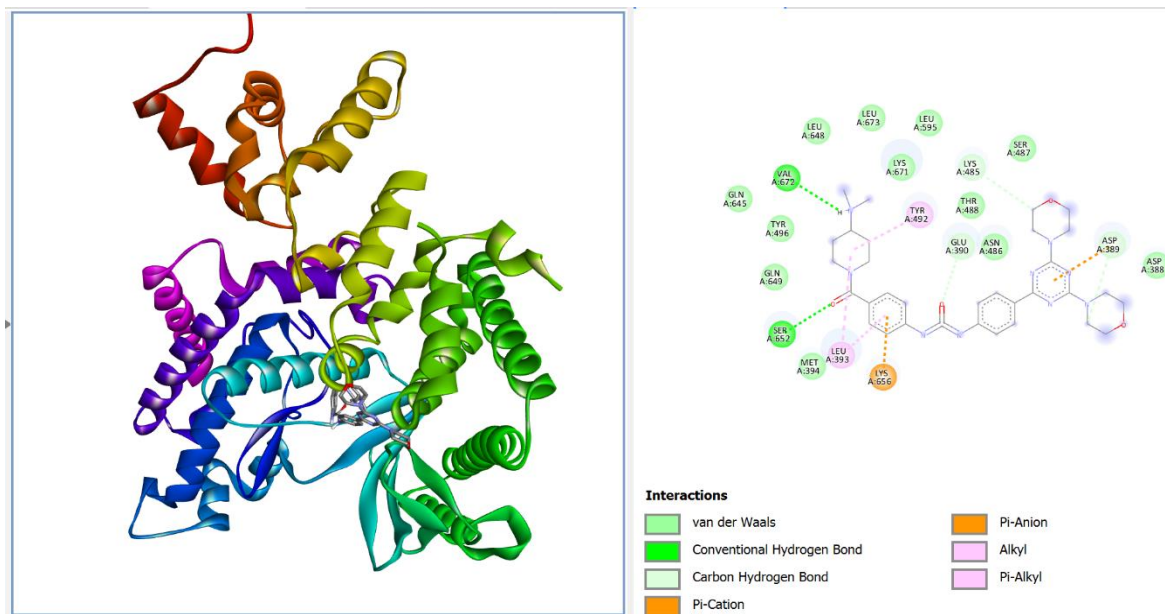 LEU
A:648
LEU
A:673
LEU
A:595
LYS
A:671
LYS
A:485
SER
A:487
VAL
A:672
GLN
A:645
TYR
A:496
TYR
A:492
THR
A:488
GLU
A:390
ASN
A:486
ASP
A:389
ASP
A:388
GLN
A:649
SER
A:652
MET
A:394
LEU
A:393
LYS
A:656
H
N
N
O
N
O
N
N
O
N
N
N
N
O
Interactions
van der Waals
Conventional Hydrogen Bond
Carbon Hydrogen Bond
Pi-Cation
Pi-Anion
Alkyl
Pi-Alkyl